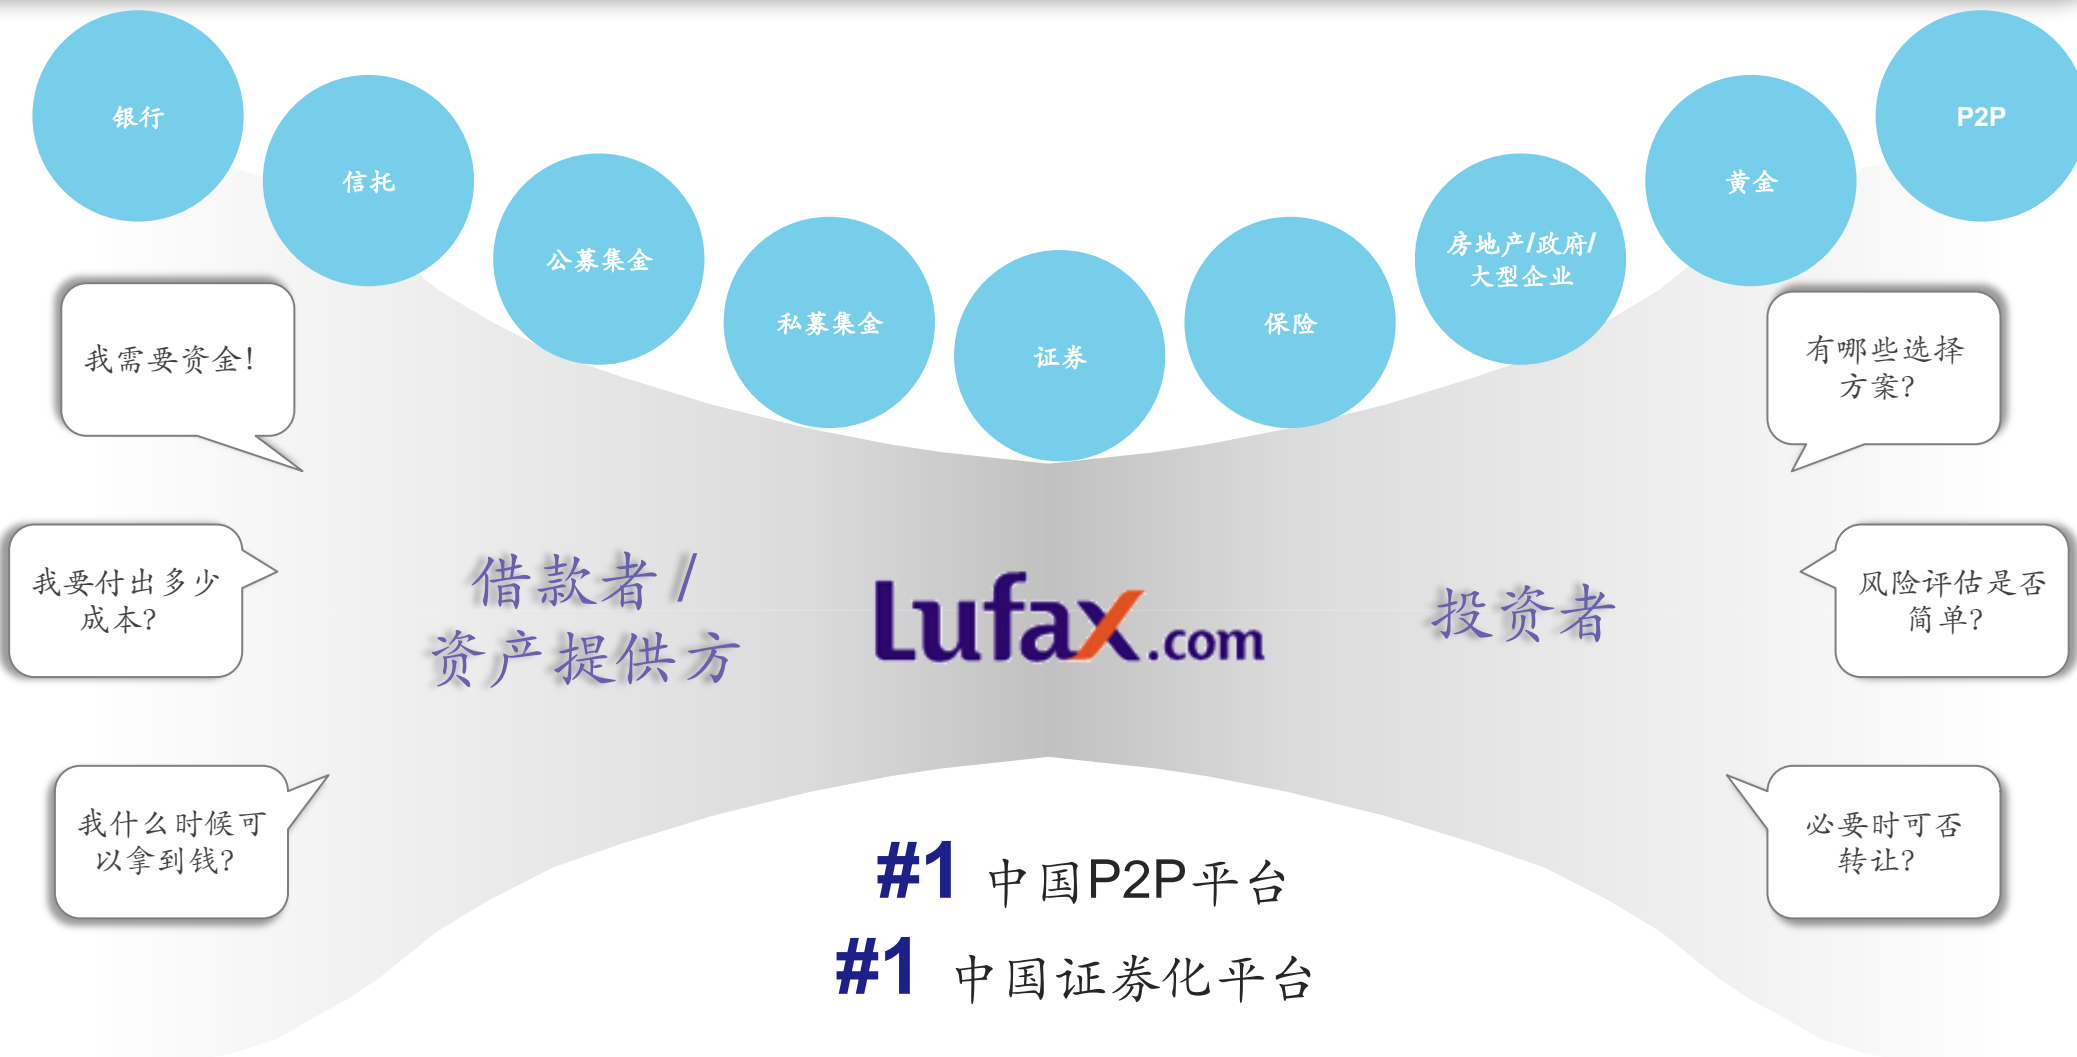 银行
信托
公募集金
私募集金
证券
保险
房地产/政府/
大型企业
黄金
P2P
我需要资金!
我要付出多少
成本?
我什么时候可
以拿到钱?
借款者/
资产提供方
Lufax.com
投资者
有哪些选择
方案?
风险评估是否
简单?
必要时可否
转让?
#1 中国P2P平台
#1 中国证券化平台